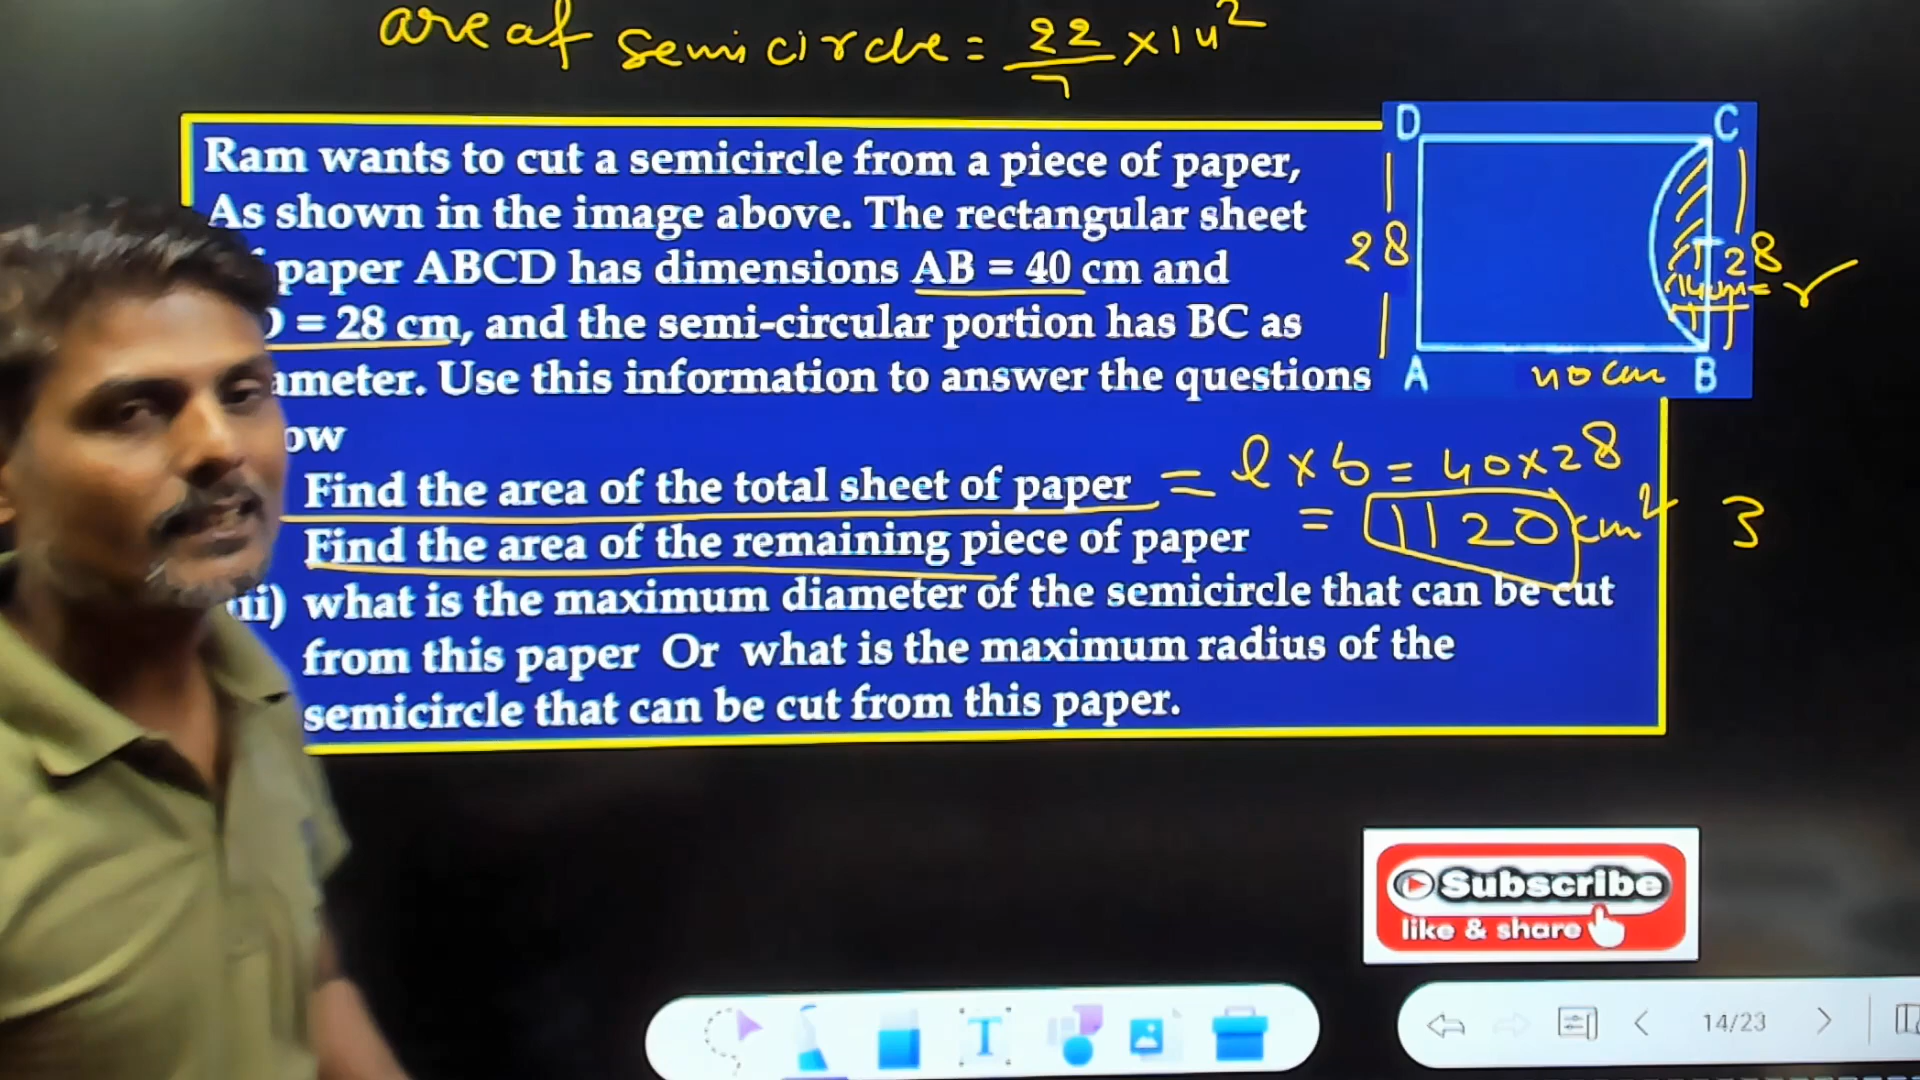 area of semicircle = 22/7 × 14²
Ram wants to cut a semicircle from a piece of paper,
As shown in the image above. The rectangular sheet
paper ABCD has dimensions AB = 40 cm and
= 28 cm, and the semi-circular portion has BC as
ameter. Use this information to answer the questions
ow
Find the area of the total sheet of paper = l × b = 40×28
= 1120 cm² 3
Find the area of the remaining piece of paper
ii) what is the maximum diameter of the semicircle that can be cut
from this paper Or what is the maximum radius of the
semicircle that can be cut from this paper.
D C
28 28
14cm =
A 40 cm B
Subscribe
like & share
T
14/23